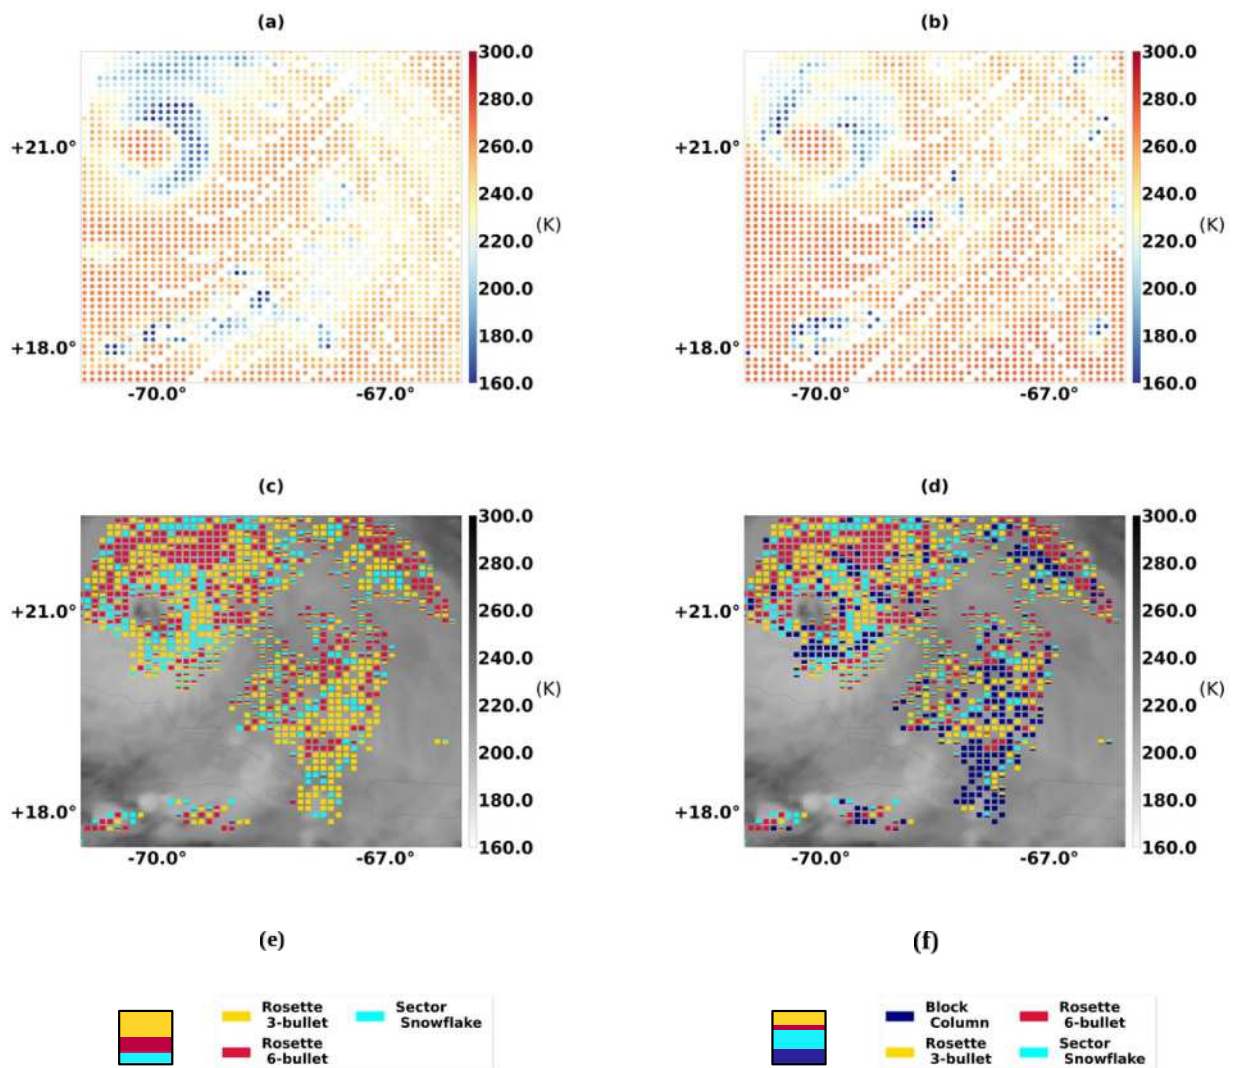 (a)
(b)
300.0
280.0
260.0
240.0
220.0
200.0
180.0
160.0
(K)
+21.0°
+18.0°
-70.0°
-67.0°
300.0
280.0
260.0
240.0
220.0
200.0
180.0
160.0
(K)
+21.0°
+18.0°
-70.0°
-67.0°
(c)
(d)
300.0
280.0
260.0
240.0
220.0
200.0
180.0
160.0
(K)
+21.0°
+18.0°
-70.0°
-67.0°
300.0
280.0
260.0
240.0
220.0
200.0
180.0
160.0
(K)
+21.0°
+18.0°
-70.0°
-67.0°
(e)
(f)
Rosette
3-bullet
Rosette
6-bullet
Sector
Snowflake
Block
Column
Rosette
3-bullet
Rosette
6-bullet
Sector
Snowflake